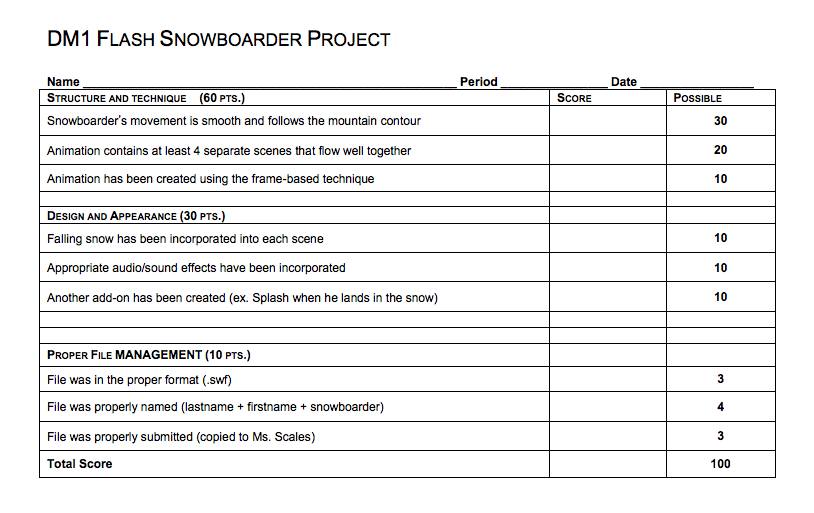 DM1 FLASH SNOWBOARDER PROJECT
Name ____ Period ____ Date ____
STRUCTURE AND TECHNIQUE (60 PTS.) SCORE POSSIBLE
Snowboarder's movement is smooth and follows the mountain contour 30
Animation contains at least 4 separate scenes that flow well together 20
Animation has been created using the frame-based technique 10
DESIGN AND APPEARANCE (30 PTS.)
Falling snow has been incorporated into each scene 10
Appropriate audio/sound effects have been incorporated 10
Another add-on has been created (ex. Splash when he lands in the snow) 10
PROPER FILE MANAGEMENT (10 PTS.)
File was in the proper format (.swf) 3
File was properly named (lastname + firstname + snowboarder) 4
File was properly submitted (copied to Ms. Scales) 3
Total Score 100